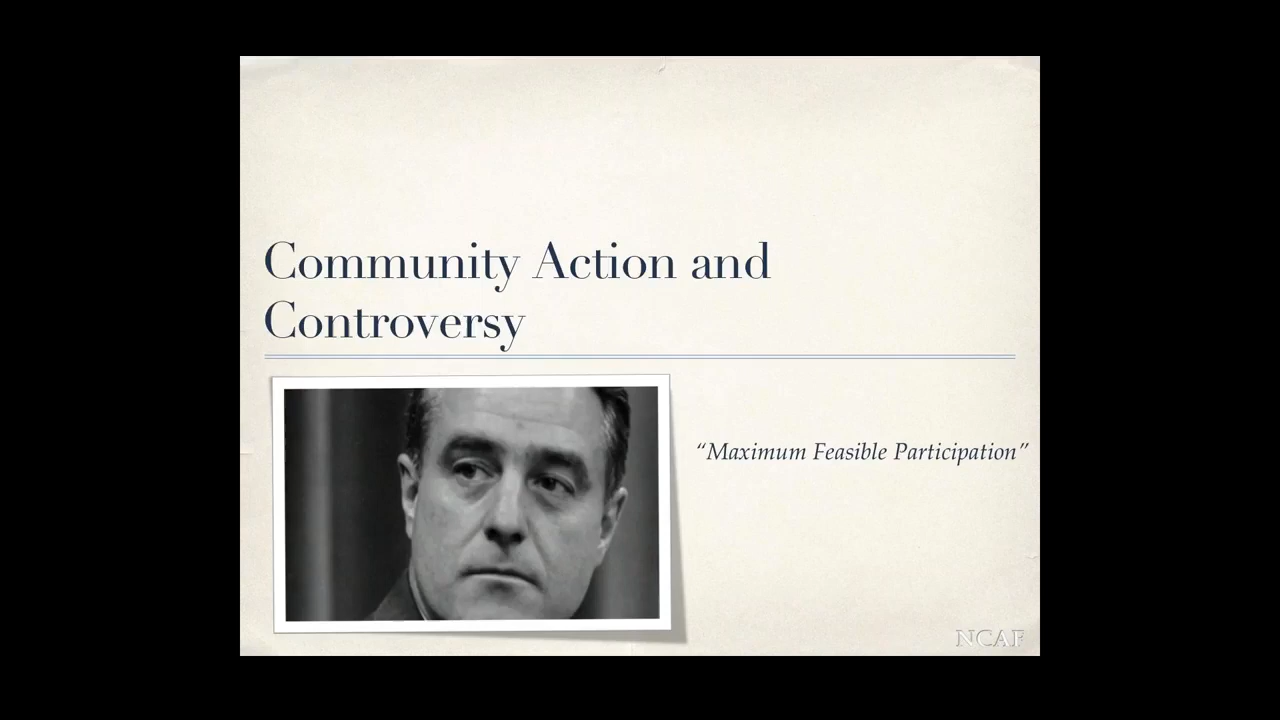 Community Action and
Controversy
“Maximum Feasible Participation”
NCAF